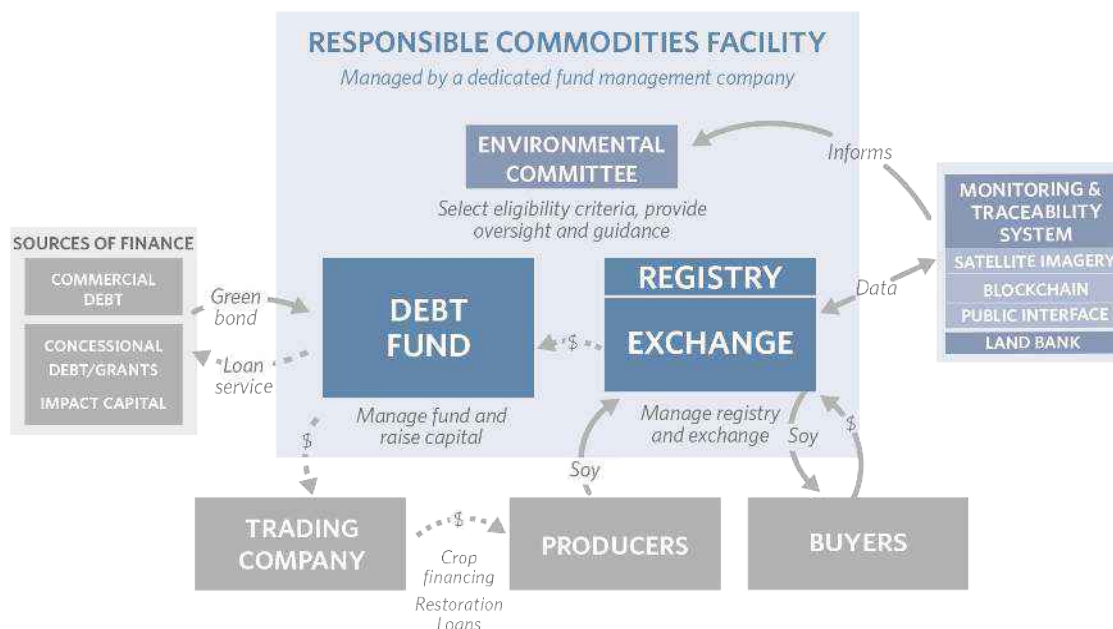 RESPONSIBLE COMMODITIES FACILITY
Managed by a dedicated fund management company
ENVIRONMENTAL
COMMITTEE
Select eligibility criteria, provide
oversight and guidance
Informs
MONITORING &
TRACEABILITY
SYSTEM
SATELLITE IMAGERY
BLOCKCHAIN
PUBLIC INTERFACE
LAND BANK
SOURCES OF FINANCE
COMMERCIAL
DEBT
CONCESSIONAL
DEBT/GRANTS
IMPACT CAPITAL
Green
bond
Loan
service
DEBT
FUND
Manage fund and
raise capital
$
REGISTRY
EXCHANGE
Manage registry
and exchange
Data
$
Soy
Soy
$
TRADING
COMPANY
$
Crop
financing
Restoration
Loans
PRODUCERS
BUYERS